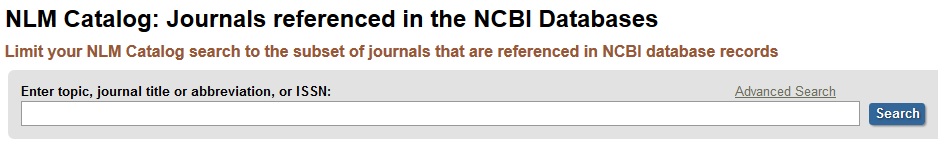 NLM Catalog: Journals referenced in the NCBI Databases
Limit your NLM Catalog search to the subset of journals that are referenced in NCBI database records
Enter topic, journal title or abbreviation, or ISSN: Advanced Search
Search